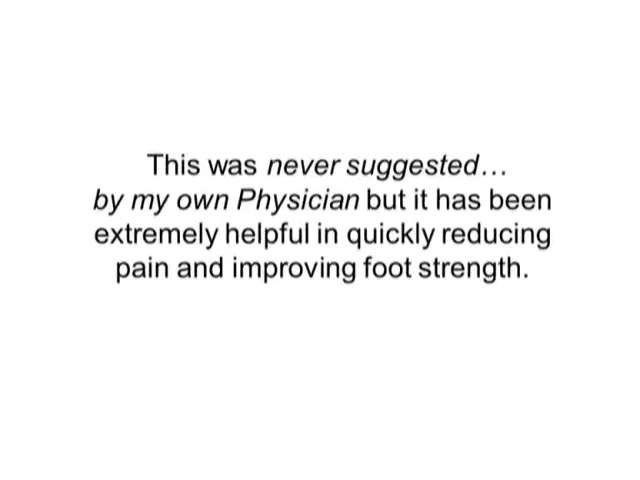 This was never suggested…
by my own Physician but it has been
extremely helpful in quickly reducing
pain and improving foot strength.